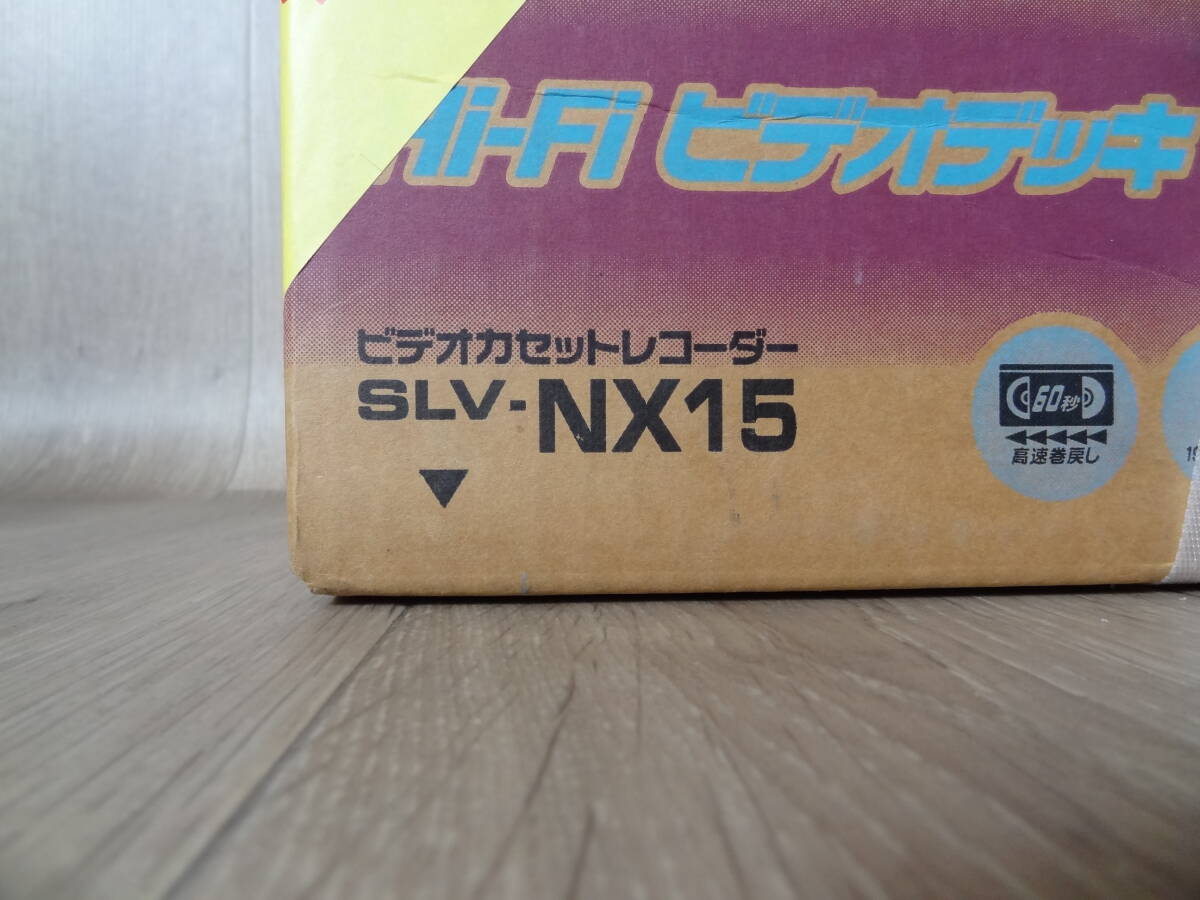 Hi-Fi ビデオデッキ
ビデオカセットレコーダー
SLV-NX15
60秒
高速巻戻し